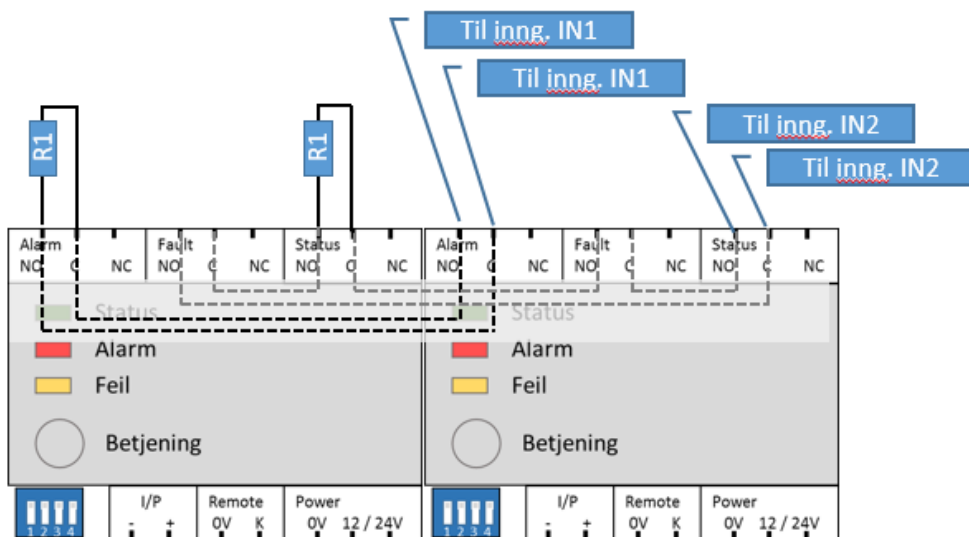 Til inng. IN1
Til inng. IN1
Til inng. IN2
Til inng. IN2
R1
R1
Alarm Fault Status Alarm Fault Status
NO C NC NO C NC NO C NC NO C NC NO C NC NO C NC
Status Status
Alarm Alarm
Feil Feil
Betjening Betjening
I/P Remote Power I/P Remote Power
- + 0V K 0V 12 / 24V - + 0V K 0V 12 / 24V
1 2 3 4 1 2 3 4